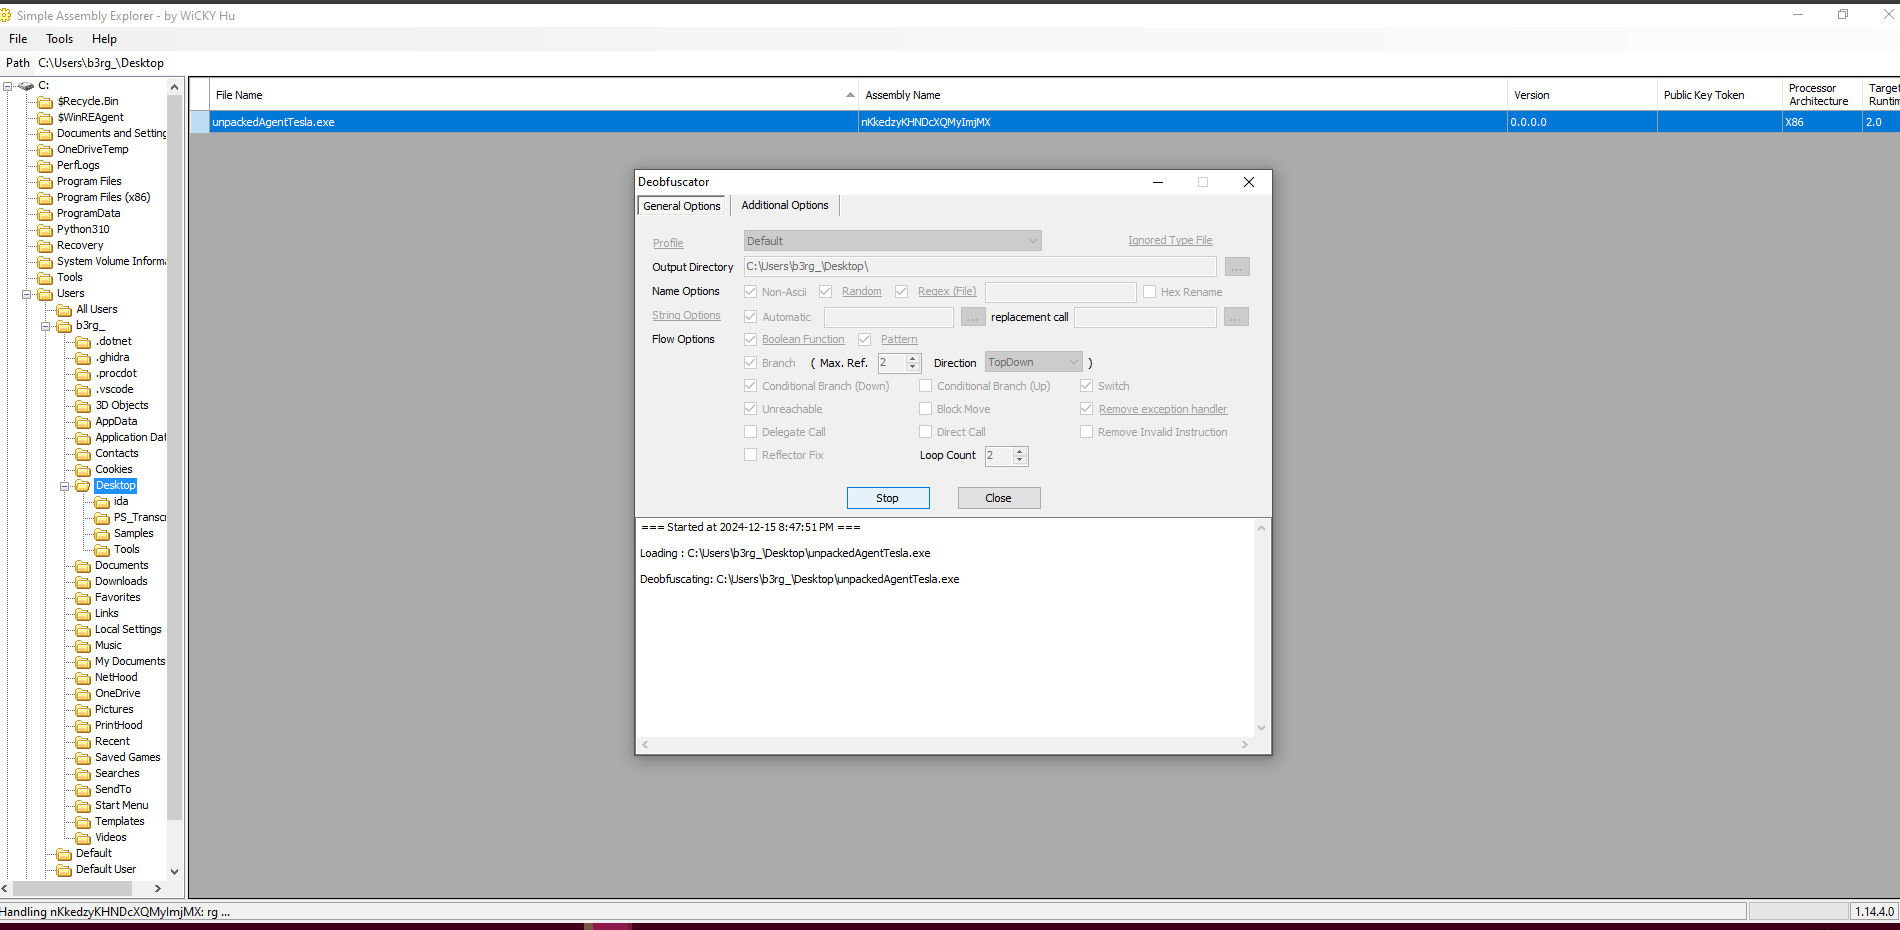 Simple Assembly Explorer - by WiCKY Hu
File Tools Help
Path C:\Users\b3rg_\Desktop
C:
$Recycle.Bin
$WinREAgent
Documents and Setting
OneDriveTemp
PerfLogs
Program Files
Program Files (x86)
ProgramData
Python310
Recovery
System Volume Informa
Tools
Users
All Users
b3rg_
.dotnet
.ghidra
.procdot
.vscode
3D Objects
AppData
Application Dat
Contacts
Cookies
Desktop
ida
PS_Transcr
Samples
Tools
Documents
Downloads
Favorites
Links
Local Settings
Music
My Documents
NetHood
OneDrive
Pictures
PrintHood
Recent
Saved Games
Searches
SendTo
Start Menu
Templates
Videos
Default
Default User
File Name Assembly Name Version Public Key Token Processor Architecture Target Runtim
unpackedAgentTesla.exe nKkedzyKHNDcXQMyImjMX 0.0.0.0 X86 2.0
Deobfuscator
General Options Additional Options
Profile Default Ignored Type File
Output Directory C:\Users\b3rg_\Desktop\ ...
Name Options Non-Ascii Random Regex (File) Hex Rename
String Options Automatic ... replacement call ...
Flow Options Boolean Function Pattern
Branch ( Max. Ref. 2 Direction TopDown )
Conditional Branch (Down) Conditional Branch (Up) Switch
Unreachable Block Move Remove exception handler
Delegate Call Direct Call Remove Invalid Instruction
Reflector Fix Loop Count 2
Stop Close
=== Started at 2024-12-15 8:47:51 PM ===
Loading : C:\Users\b3rg_\Desktop\unpackedAgentTesla.exe
Deobfuscating: C:\Users\b3rg_\Desktop\unpackedAgentTesla.exe
Handling nKkedzyKHNDcXQMyImjMX: rg ...
1.14.4.0